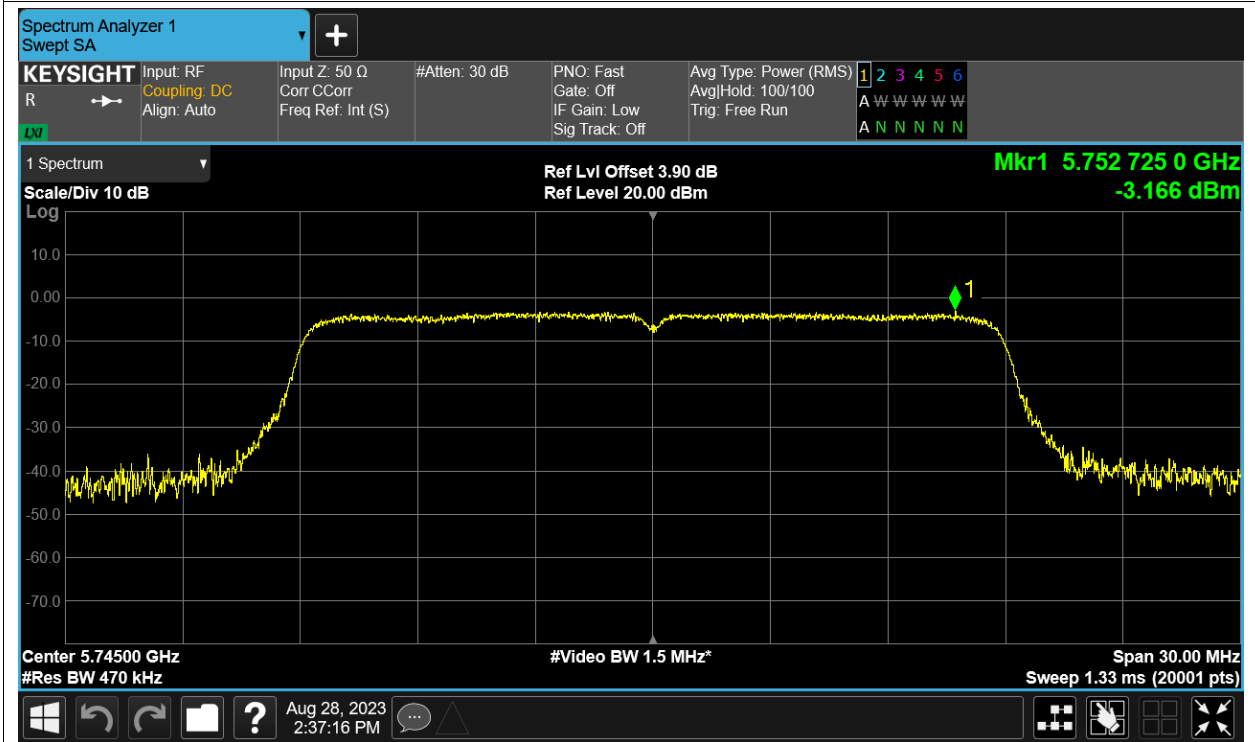 Spectrum Analyzer 1
Swept SA
KEYSIGHT
R
LXI
Input: RF
Coupling: DC
Align: Auto
Input Z: 50 Ω
Corr CCorr
Freq Ref: Int (S)
#Atten: 30 dB
PNO: Fast
Gate: Off
IF Gain: Low
Sig Track: Off
Avg Type: Power (RMS)
Avg|Hold: 100/100
Trig: Free Run
1 2 3 4 5 6
A W W W W W
A N N N N N
1 Spectrum
Scale/Div 10 dB
Ref Lvl Offset 3.90 dB
Ref Level 20.00 dBm
Mkr1 5.752 725 0 GHz
-3.166 dBm
Log
10.0
0.00
-10.0
-20.0
-30.0
-40.0
-50.0
-60.0
-70.0
1
Center 5.74500 GHz
#Res BW 470 kHz
#Video BW 1.5 MHz*
Span 30.00 MHz
Sweep 1.33 ms (20001 pts)
?
Aug 28, 2023
2:37:16 PM